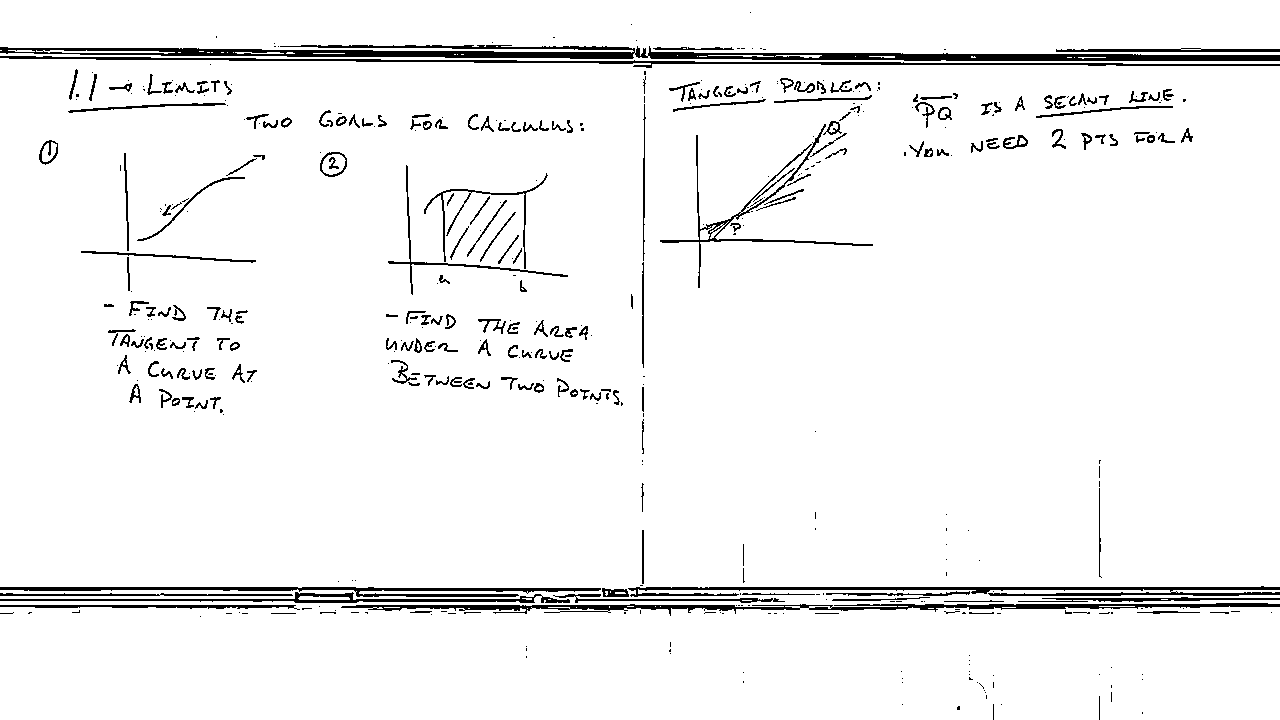 1.1 → LIMITS
TWO GOALS FOR CALCULUS:
①
②
a b
- FIND THE
TANGENT TO
A CURVE AT
A POINT.
- FIND THE AREA
UNDER A CURVE
BETWEEN TWO POINTS.
TANGENT PROBLEM:
Q
P
PQ IS A SECANT LINE.
.YOU NEED 2 PTS FOR A